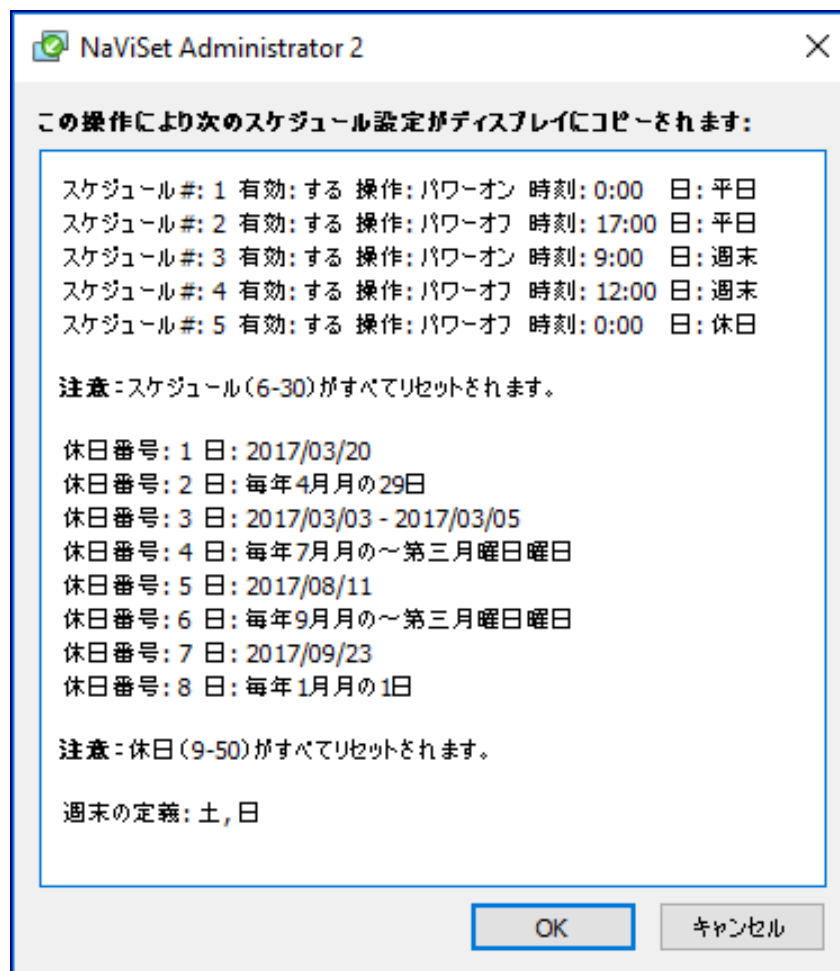 NaViSet Administrator 2
この操作により次のスケジュール設定がディスプレイにコピーされます:
スケジュール#: 1 有効: する 操作: パワーオン 時刻: 0:00 日: 平日
スケジュール#: 2 有効: する 操作: パワーオフ 時刻: 17:00 日: 平日
スケジュール#: 3 有効: する 操作: パワーオン 時刻: 9:00 日: 週末
スケジュール#: 4 有効: する 操作: パワーオフ 時刻: 12:00 日: 週末
スケジュール#: 5 有効: する 操作: パワーオフ 時刻: 0:00 日: 休日
注意:スケジュール(6-30)がすべてリセットされます。
休日番号: 1 日: 2017/03/20
休日番号: 2 日: 毎年4月月の29日
休日番号: 3 日: 2017/03/03 - 2017/03/05
休日番号: 4 日: 毎年7月月の～第三月曜日曜日
休日番号: 5 日: 2017/08/11
休日番号: 6 日: 毎年9月月の～第三月曜日曜日
休日番号: 7 日: 2017/09/23
休日番号: 8 日: 毎年1月月の1日
注意:休日(9-50)がすべてリセットされます。
週末の定義: 土, 日
OK
キャンセル